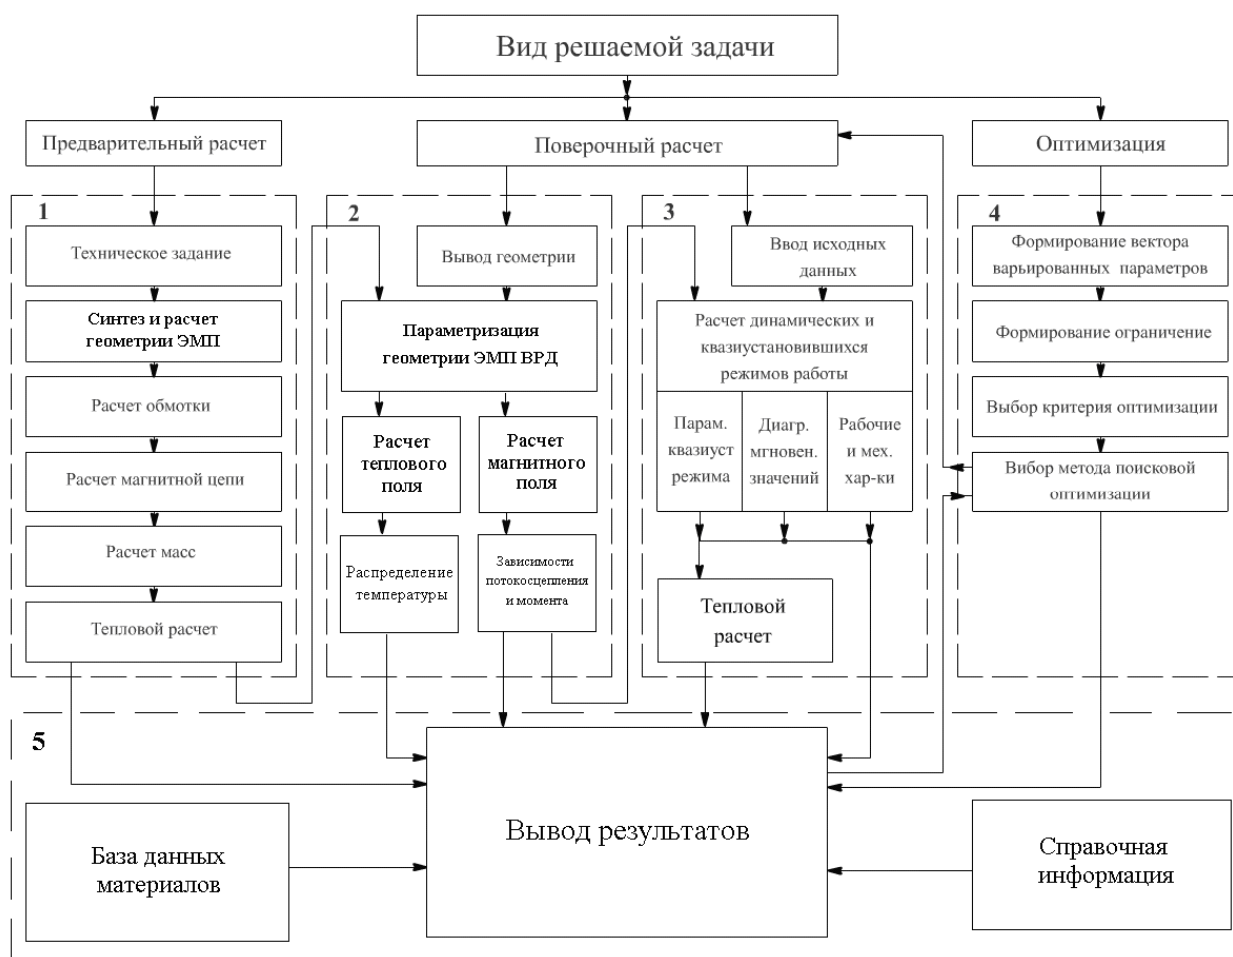 Вид решаемой задачи
Предварительный расчет
Поверочный расчет
Оптимизация
1
Техническое задание
Синтез и расчет
геометрии ЭМП
Расчет обмотки
Расчет магнитной цепи
Расчет масс
Тепловой расчет
2
Вывод геометрии
Параметризация
геометрии ЭМП ВРД
Расчет
теплового
поля
Расчет
магнитного
поля
Распределение
температуры
Зависимости
потокосцепления
и момента
3
Ввод исходных
данных
Расчет динамических и
квазиустановившихся
режимов работы
Парам.
квазиуст
режима
Диагр.
мгновен.
значений
Рабочие
и мех.
хар-ки
Тепловой
расчет
4
Формирование вектора
варьированных параметров
Формирование ограничение
Выбор критерия оптимизации
Вибор метода поисковой
оптимизации
5
База данных
материалов
Вывод результатов
Справочная
информация